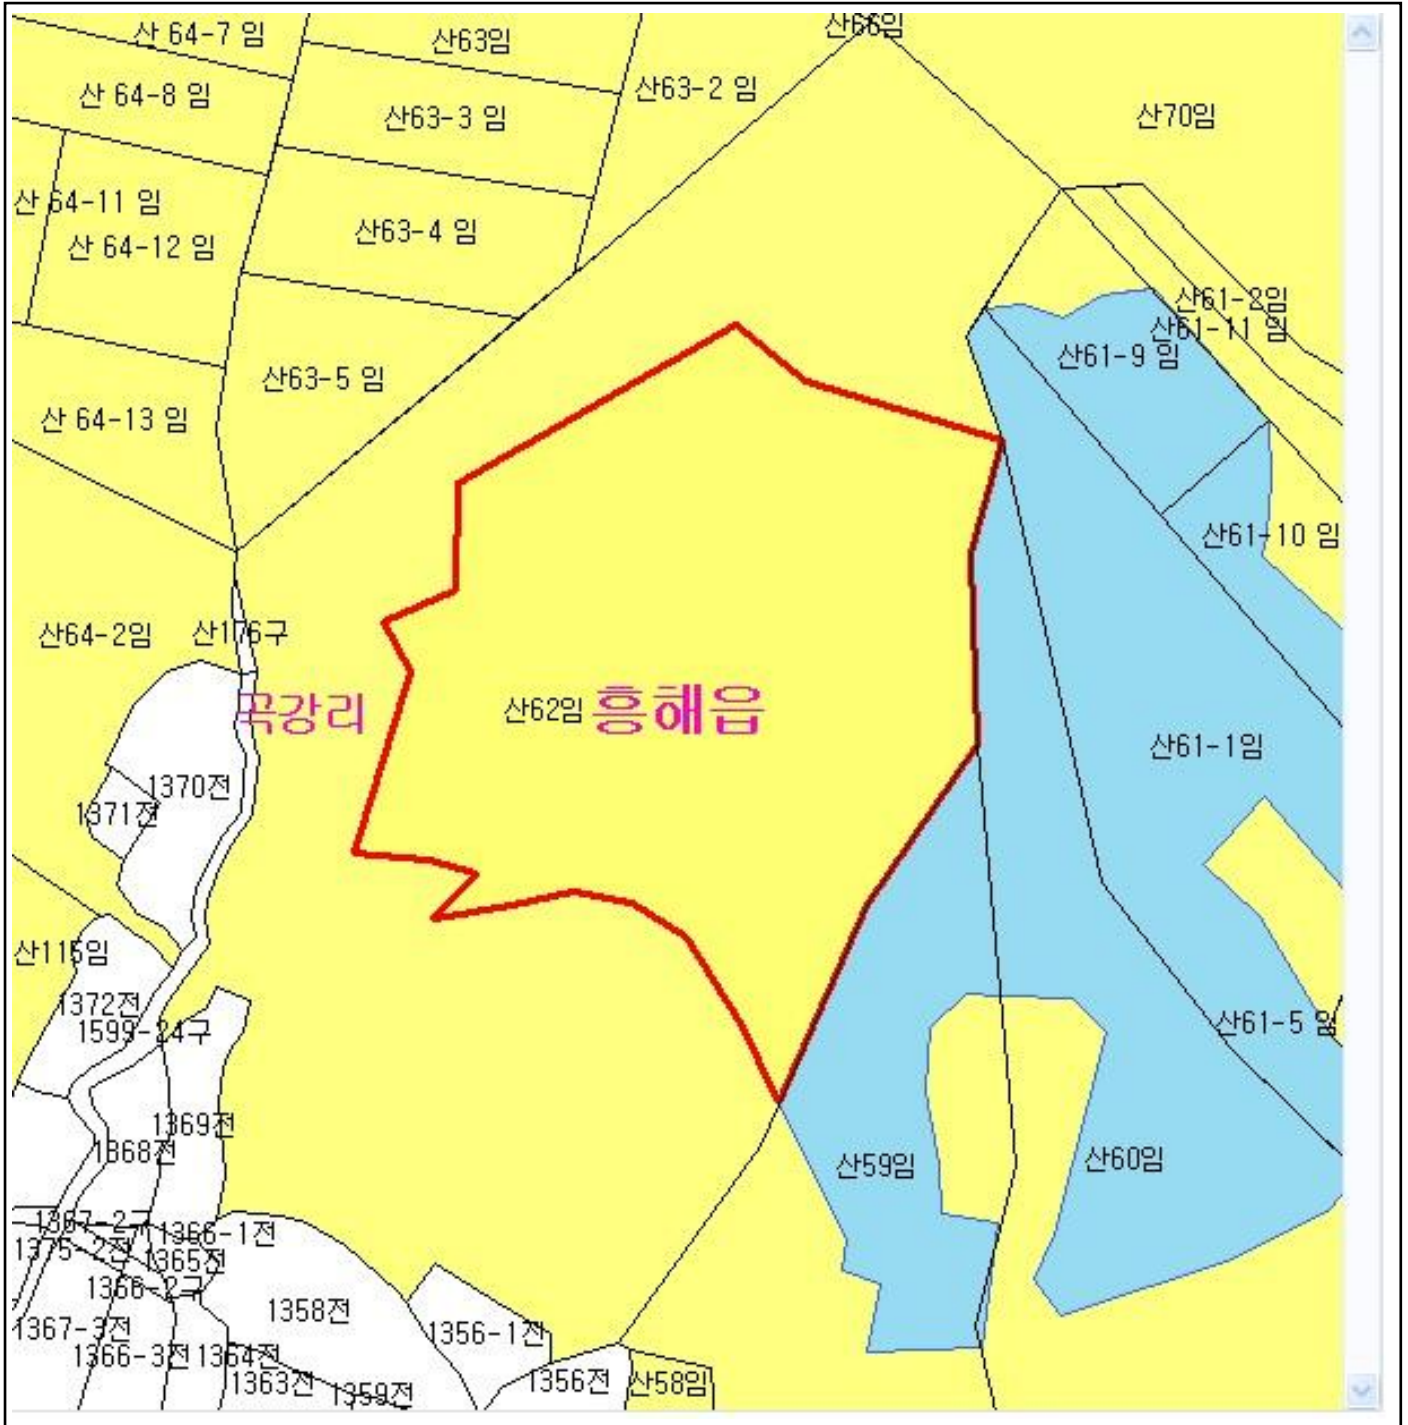 산 64-7 임
산63임
산66임
산 64-8 임
산63-3 임
산63-2 임
산70임
산 64-11 임
산 64-12 임
산63-4 임
산61-2임
산61-11 임
산61-9 임
산63-5 임
산 64-13 임
산61-10 임
산64-2임
산176구
곡강리
산62임
흥해읍
산61-1임
1370전
1371전
산115임
1372전
1599-24구
산61-5 임
1369전
1368전
산59임
산60임
1367-2구
1366-1전
1375-2전
1365전
1366-2구
1358전
1367-3전
1356-1전
1366-3전
1364전
1363전
1359전
1356전
산58임